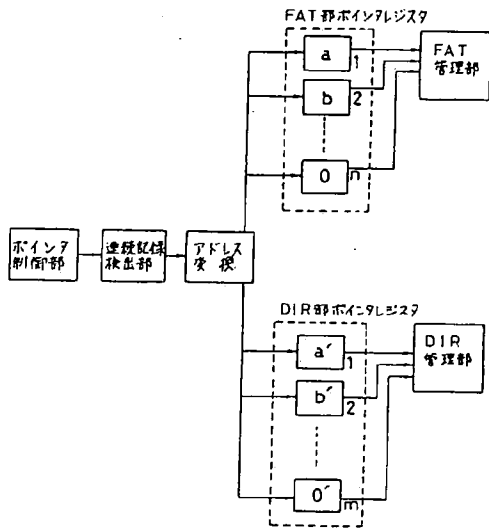 FAT部ポインタレジスタ
a
1
b
2
0
n
FAT
管理部
ポインタ
制御部
連続記録
検出部
アドレス
変換
DIR部ポインタレジスタ
a′
1
b′
2
0′
m
DIR
管理部